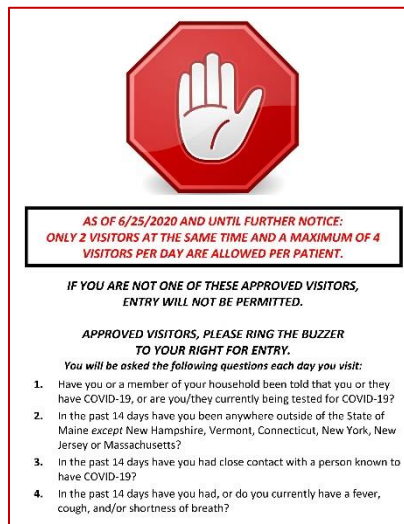 AS OF 6/25/2020 AND UNTIL FURTHER NOTICE:
ONLY 2 VISITORS AT THE SAME TIME AND A MAXIMUM OF 4
VISITORS PER DAY ARE ALLOWED PER PATIENT.
IF YOU ARE NOT ONE OF THESE APPROVED VISITORS,
ENTRY WILL NOT BE PERMITTED.
APPROVED VISITORS, PLEASE RING THE BUZZER
TO YOUR RIGHT FOR ENTRY.
You will be asked the following questions each day you visit:
1. Have you or a member of your household been told that you or they
have COVID-19, or are you/they currently being tested for COVID-19?
2. In the past 14 days have you been anywhere outside of the State of
Maine except New Hampshire, Vermont, Connecticut, New York, New
Jersey or Massachusetts?
3. In the past 14 days have you had close contact with a person known to
have COVID-19?
4. In the past 14 days have you had, or do you currently have a fever,
cough, and/or shortness of breath?